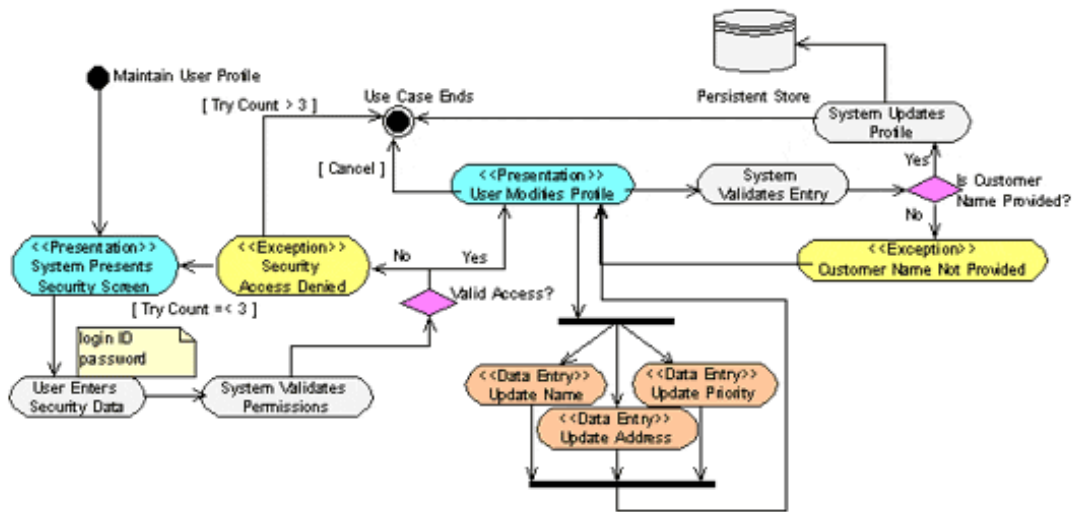 Maintain User Profile
[ Try Count > 3 ]
Use Case Ends
Persistent Store
System Updates
Profile
[ Cancel ]
<<Presentation>>
User Modifies Profile
System
Validates Entry
Yes
Is Customer
Name Provided?
No
<<Presentation>>
System Presents
Security Screen
<<Exception>>
Security
Access Denied
No
Yes
<<Exception>>
Customer Name Not Provided
Valid Access?
[ Try Count =< 3 ]
login ID
password
User Enters
Security Data
System Validates
Permissions
<<Data Entry>>
Update Name
<<Data Entry>>
Update Priority
<<Data Entry>>
Update Address